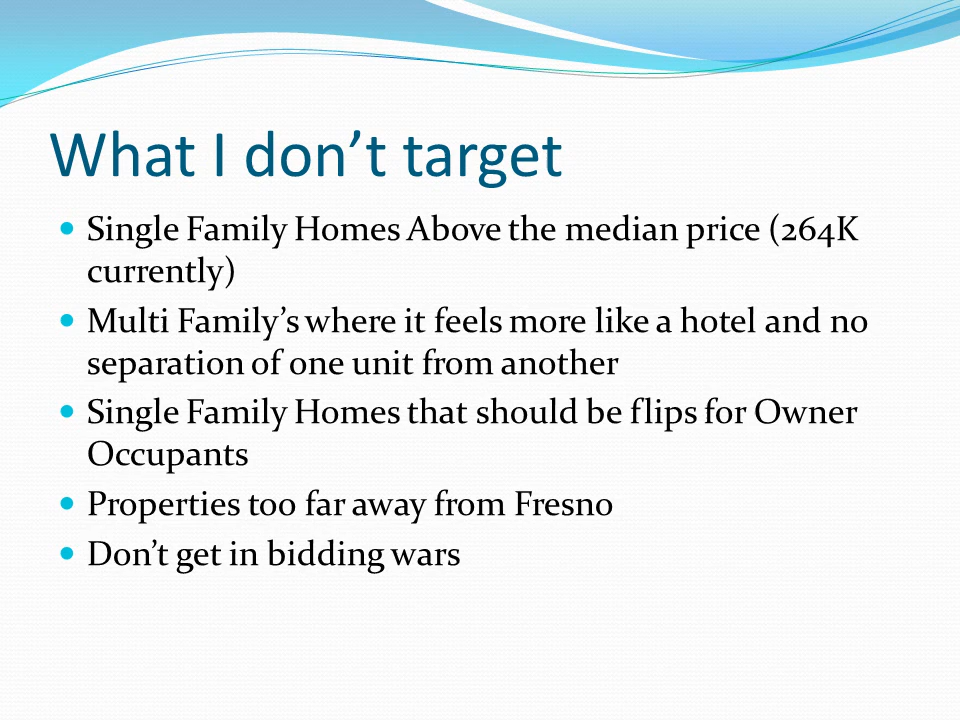 What I don’t target
Single Family Homes Above the median price (264K
currently)
Multi Family’s where it feels more like a hotel and no
separation of one unit from another
Single Family Homes that should be flips for Owner
Occupants
Properties too far away from Fresno
Don’t get in bidding wars